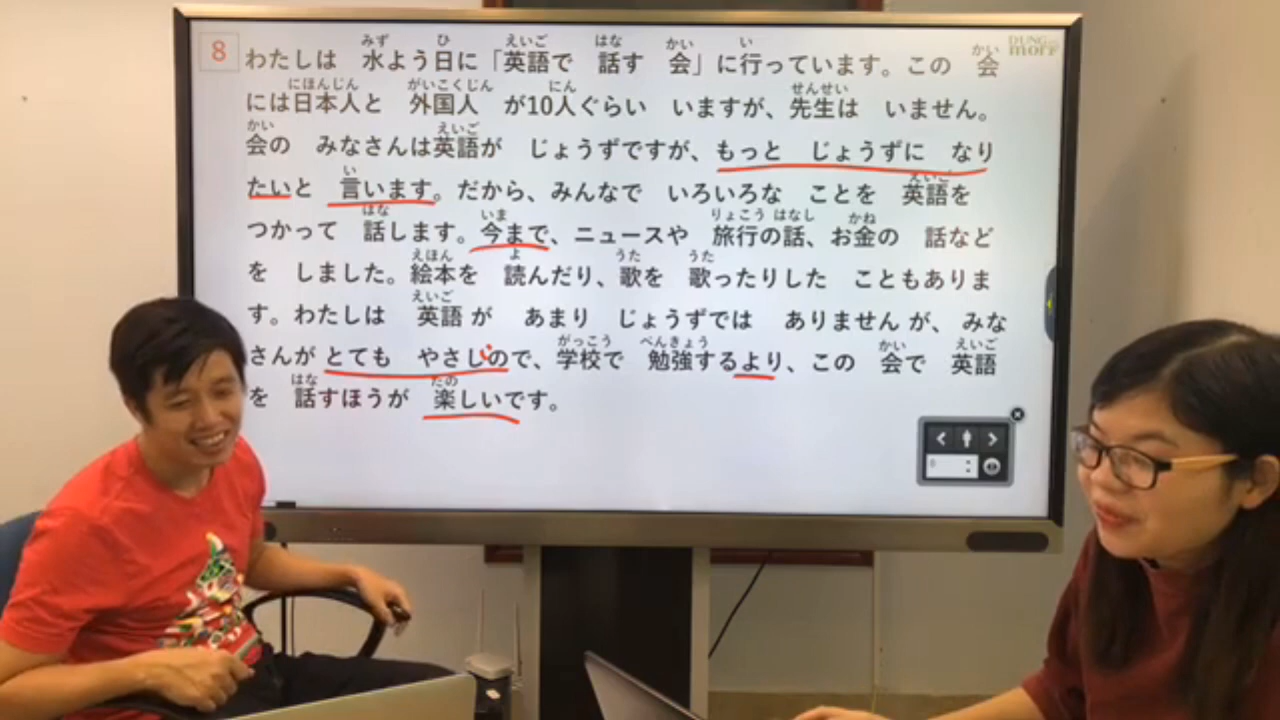 8
わたしは 水よう日に「英語で 話す 会」に行っています。この 会
には日本人と 外国人 が10人ぐらい いますが、先生は いません。
会の みなさんは英語が じょうずですが、もっと じょうずに なり
たいと 言います。だから、みんなで いろいろな ことを 英語を
つかって 話します。今まで、ニュースや 旅行の話、お金の 話など
を しました。絵本を 読んだり、歌を 歌ったりした こともありま
す。わたしは 英語 が あまり じょうずでは ありません が、みな
さんが とても やさしいので、学校で 勉強するより、この 会で 英語
を 話すほうが 楽しいです。
DUNG
morr